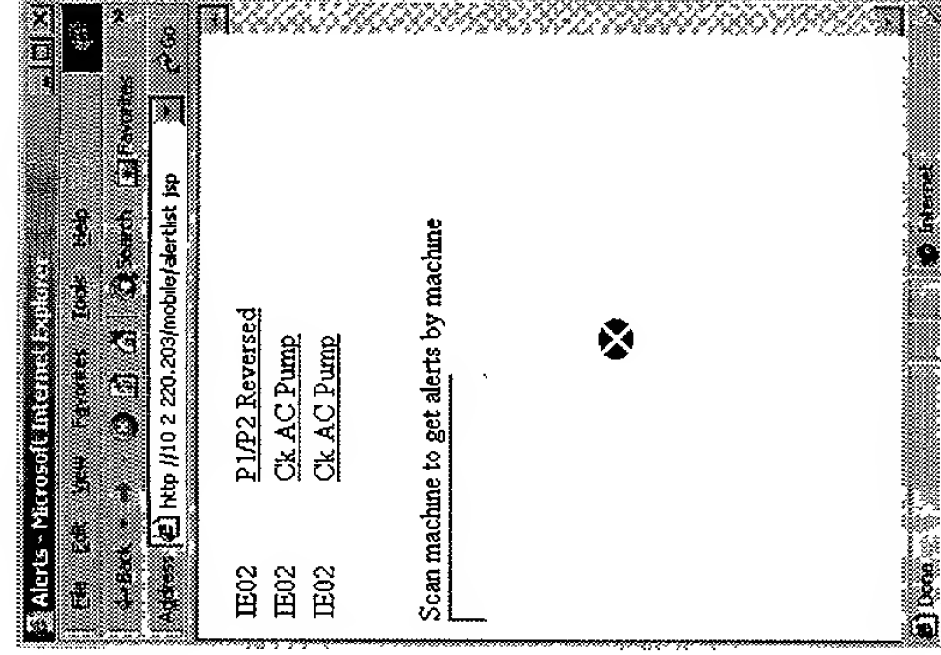 Alerts - Microsoft Internet Explorer
File Edit View Favorites Tools Help
Back Search Favorites
Address http //10 2 220.203/mobile/alertlist jsp Go
IE02 P1/P2 Reversed
IE02 Ck AC Pump
IE02 Ck AC Pump
Scan machine to get alerts by machine
Done Internet